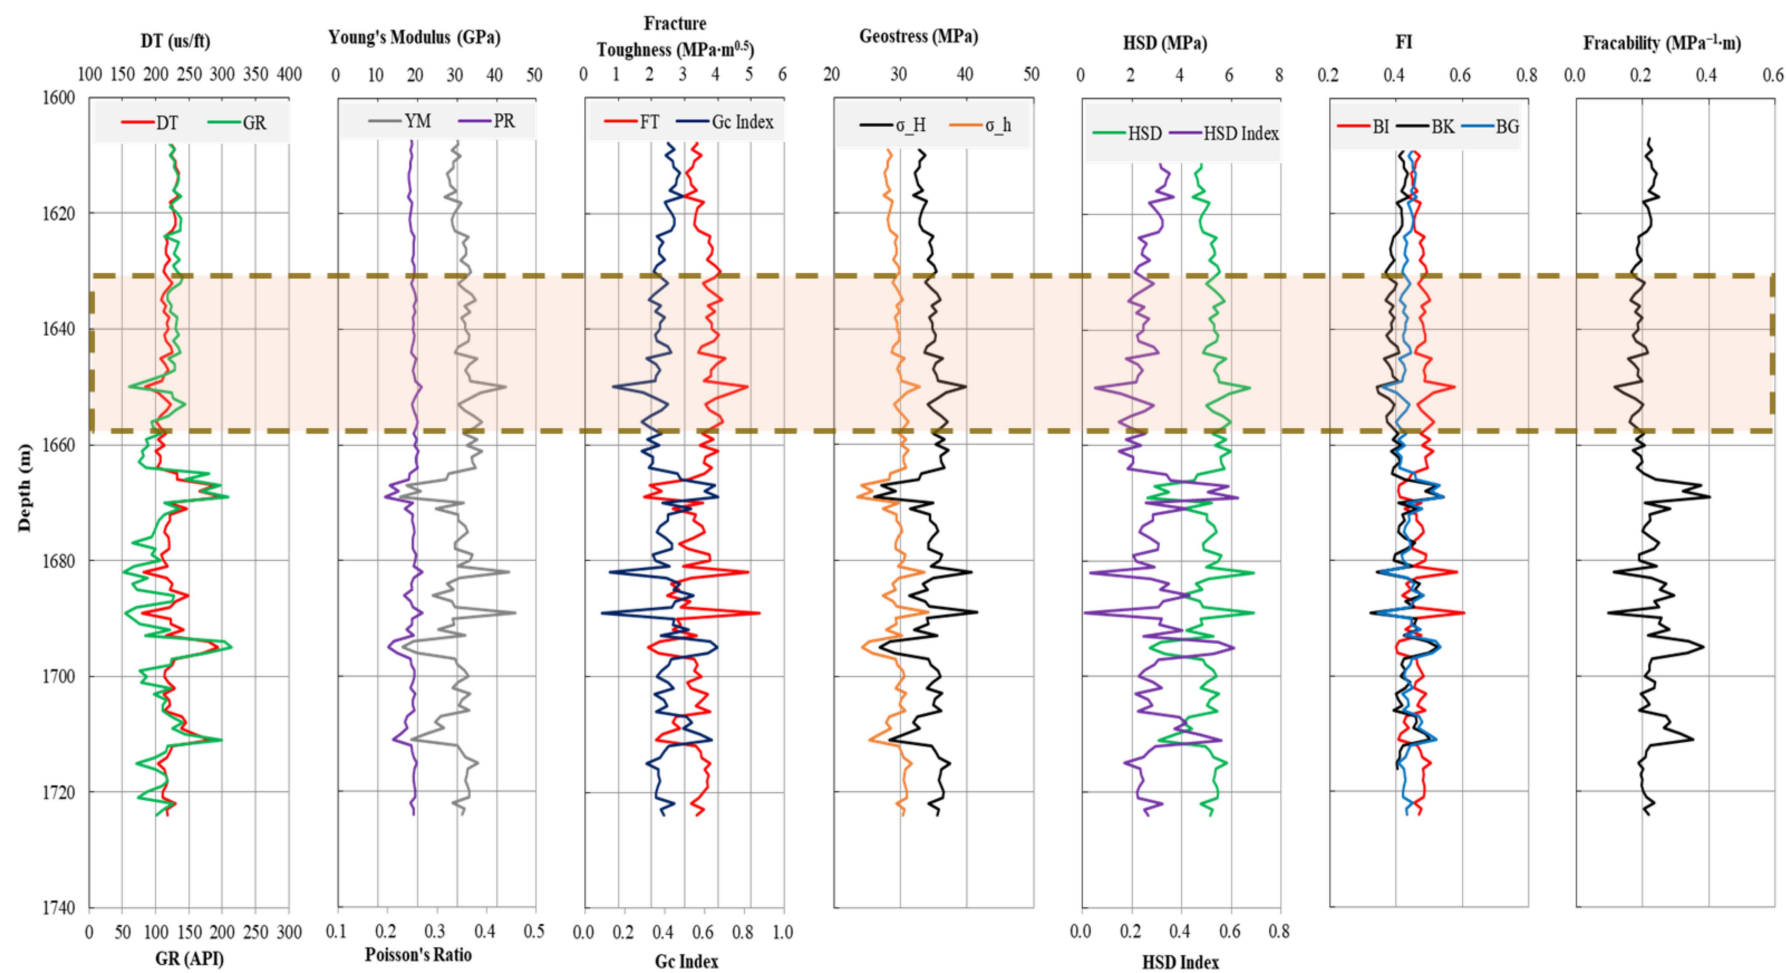 DT (us/ft)
100 150 200 250 300 350 400
Young's Modulus (GPa)
0 10 20 30 40 50
Fracture
Toughness (MPa·m0.5)
0 1 2 3 4 5 6
Geostress (MPa)
20 30 40 50
HSD (MPa)
0 2 4 6 8
FI
0.2 0.4 0.6 0.8
Fracability (MPa−1·m)
0.0 0.2 0.4 0.6
DT GR
YM PR
FT Gc Index
σ_H σ_h
HSD HSD Index
BI BK BG
Depth (m)
1600
1620
1640
1660
1680
1700
1720
1740
0 50 100 150 200 250 300
GR (API)
0.1 0.2 0.3 0.4 0.5
Poisson's Ratio
0.0 0.2 0.4 0.6 0.8 1.0
Gc Index
0.0 0.2 0.4 0.6 0.8
HSD Index